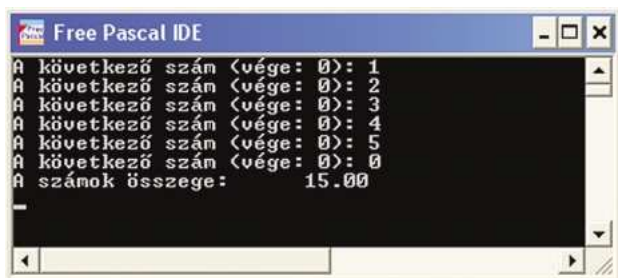 Free Pascal IDE
A következő szám (vége: 0): 1
A következő szám (vége: 0): 2
A következő szám (vége: 0): 3
A következő szám (vége: 0): 4
A következő szám (vége: 0): 5
A következő szám (vége: 0): 0
A számok összege: 15.00